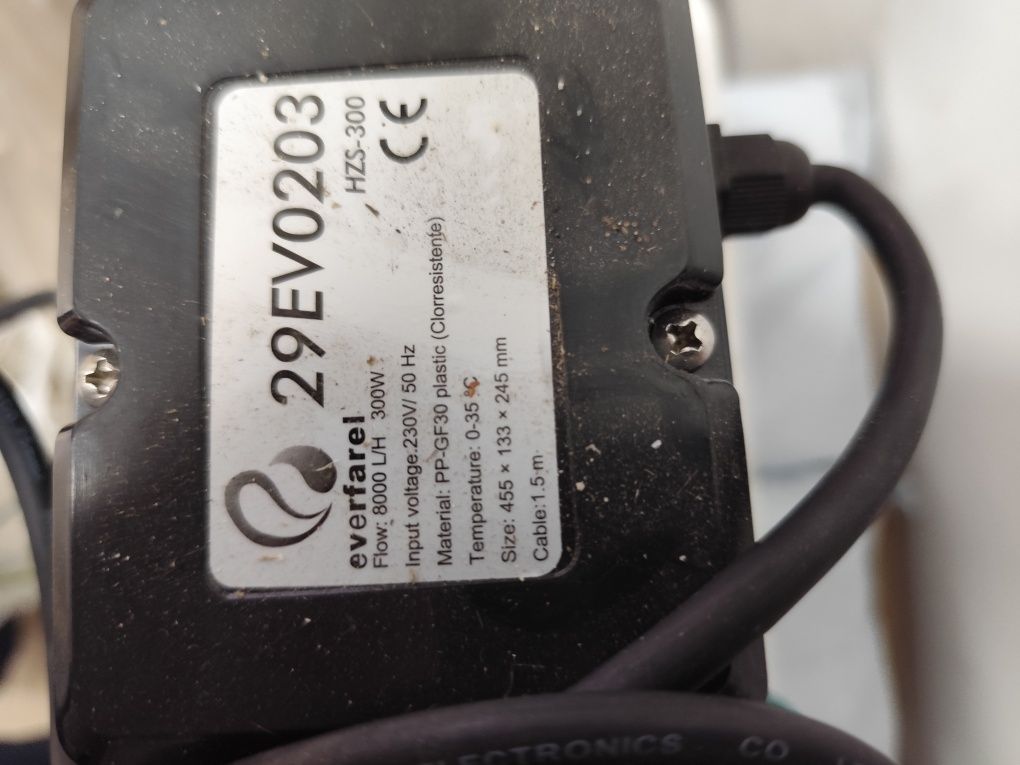 29EV0203
HZS-300
CE
everfarel
Flow: 8000 L/H 300W
Input voltage:230V/ 50 Hz
Material: PP-GF30 plastic (Clorresistente)
Temperature: 0-35 ºC
Size: 455 × 133 × 245 mm
Cable:1.5 m
ELECTRONICS CO